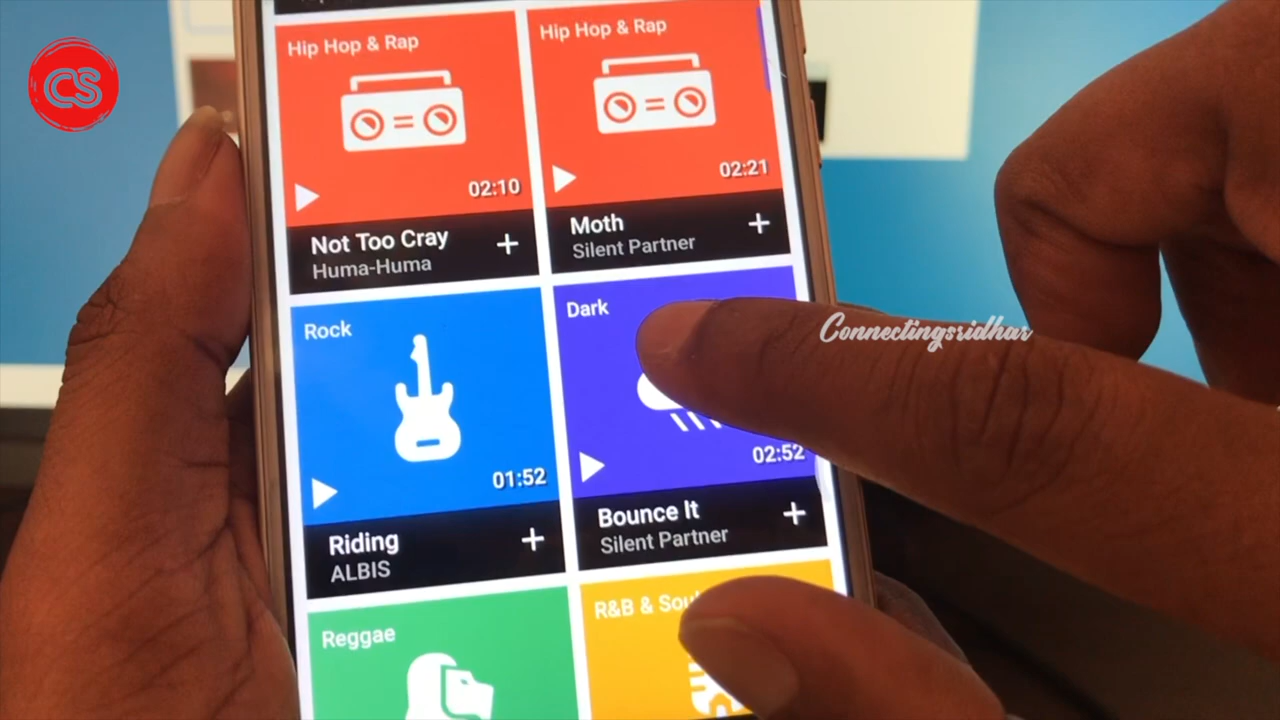 CS
Hip Hop & Rap
02:10
Not Too Cray
Huma-Huma
Hip Hop & Rap
02:21
Moth
Silent Partner
Rock
01:52
Riding
ALBIS
Dark
02:52
Bounce It
Silent Partner
Connectingsridhar
Reggae
R&B & Soul